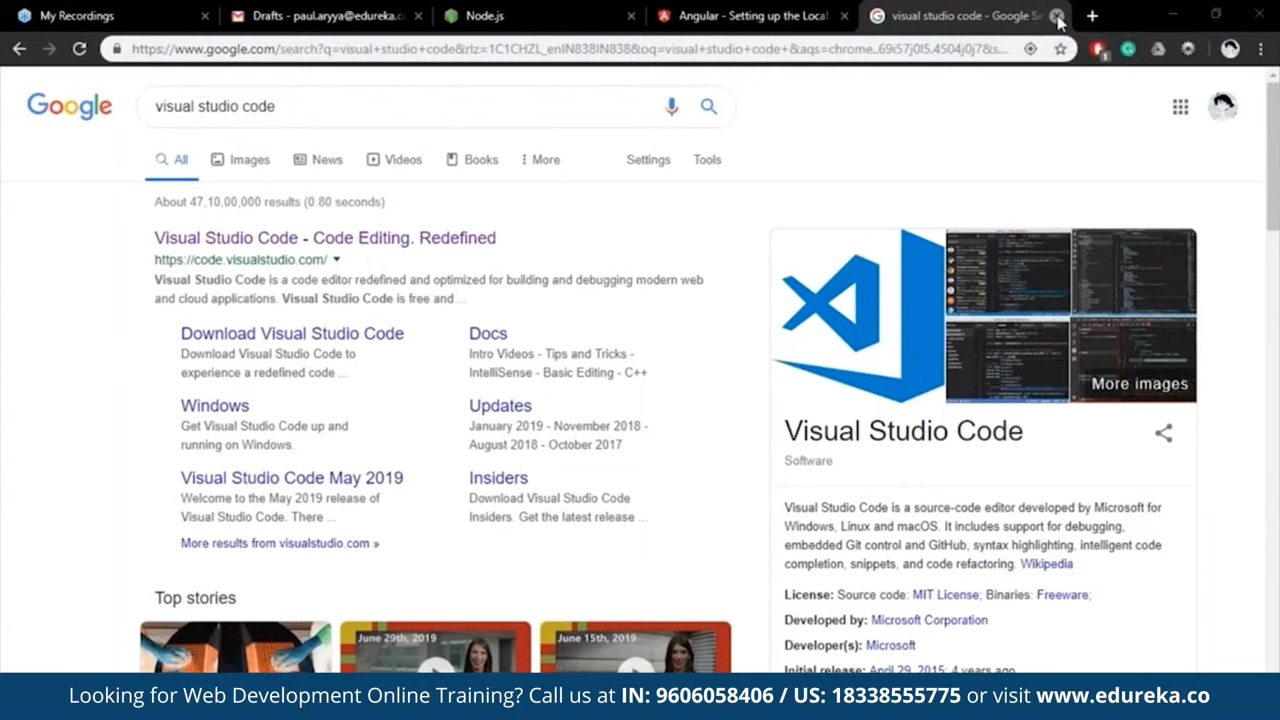 My Recordings
Drafts - paul.aryya@edureka.c
Node.js
Angular - Setting up the Local
visual studio code - Google Se
https://www.google.com/search?q=visual+studio+code&rlz=1C1CHZL_enIN838IN838&oq=visual+studio+code+&aqs=chrome..69i57j0l5.4504j0j7&s...
Google
visual studio code
All
Images
News
Videos
Books
More
Settings
Tools
About 47,10,00,000 results (0.80 seconds)
Visual Studio Code - Code Editing. Redefined
https://code.visualstudio.com/
Visual Studio Code is a code editor redefined and optimized for building and debugging modern web
and cloud applications. Visual Studio Code is free and ...
Download Visual Studio Code
Download Visual Studio Code to
experience a redefined code ...
Docs
Intro Videos - Tips and Tricks -
IntelliSense - Basic Editing - C++
Windows
Get Visual Studio Code up and
running on Windows.
Updates
January 2019 - November 2018 -
August 2018 - October 2017
Visual Studio Code May 2019
Welcome to the May 2019 release of
Visual Studio Code. There ...
Insiders
Download Visual Studio Code
Insiders. Get the latest release ...
More results from visualstudio.com »
Top stories
June 29th, 2019
June 15th, 2019
More images
Visual Studio Code
Software
Visual Studio Code is a source-code editor developed by Microsoft for
Windows, Linux and macOS. It includes support for debugging,
embedded Git control and GitHub, syntax highlighting, intelligent code
completion, snippets, and code refactoring. Wikipedia
License: Source code: MIT License; Binaries: Freeware;
Developed by: Microsoft Corporation
Developer(s): Microsoft
Initial release: April 29, 2015; 4 years ago
Looking for Web Development Online Training? Call us at IN: 9606058406 / US: 18338555775 or visit www.edureka.co